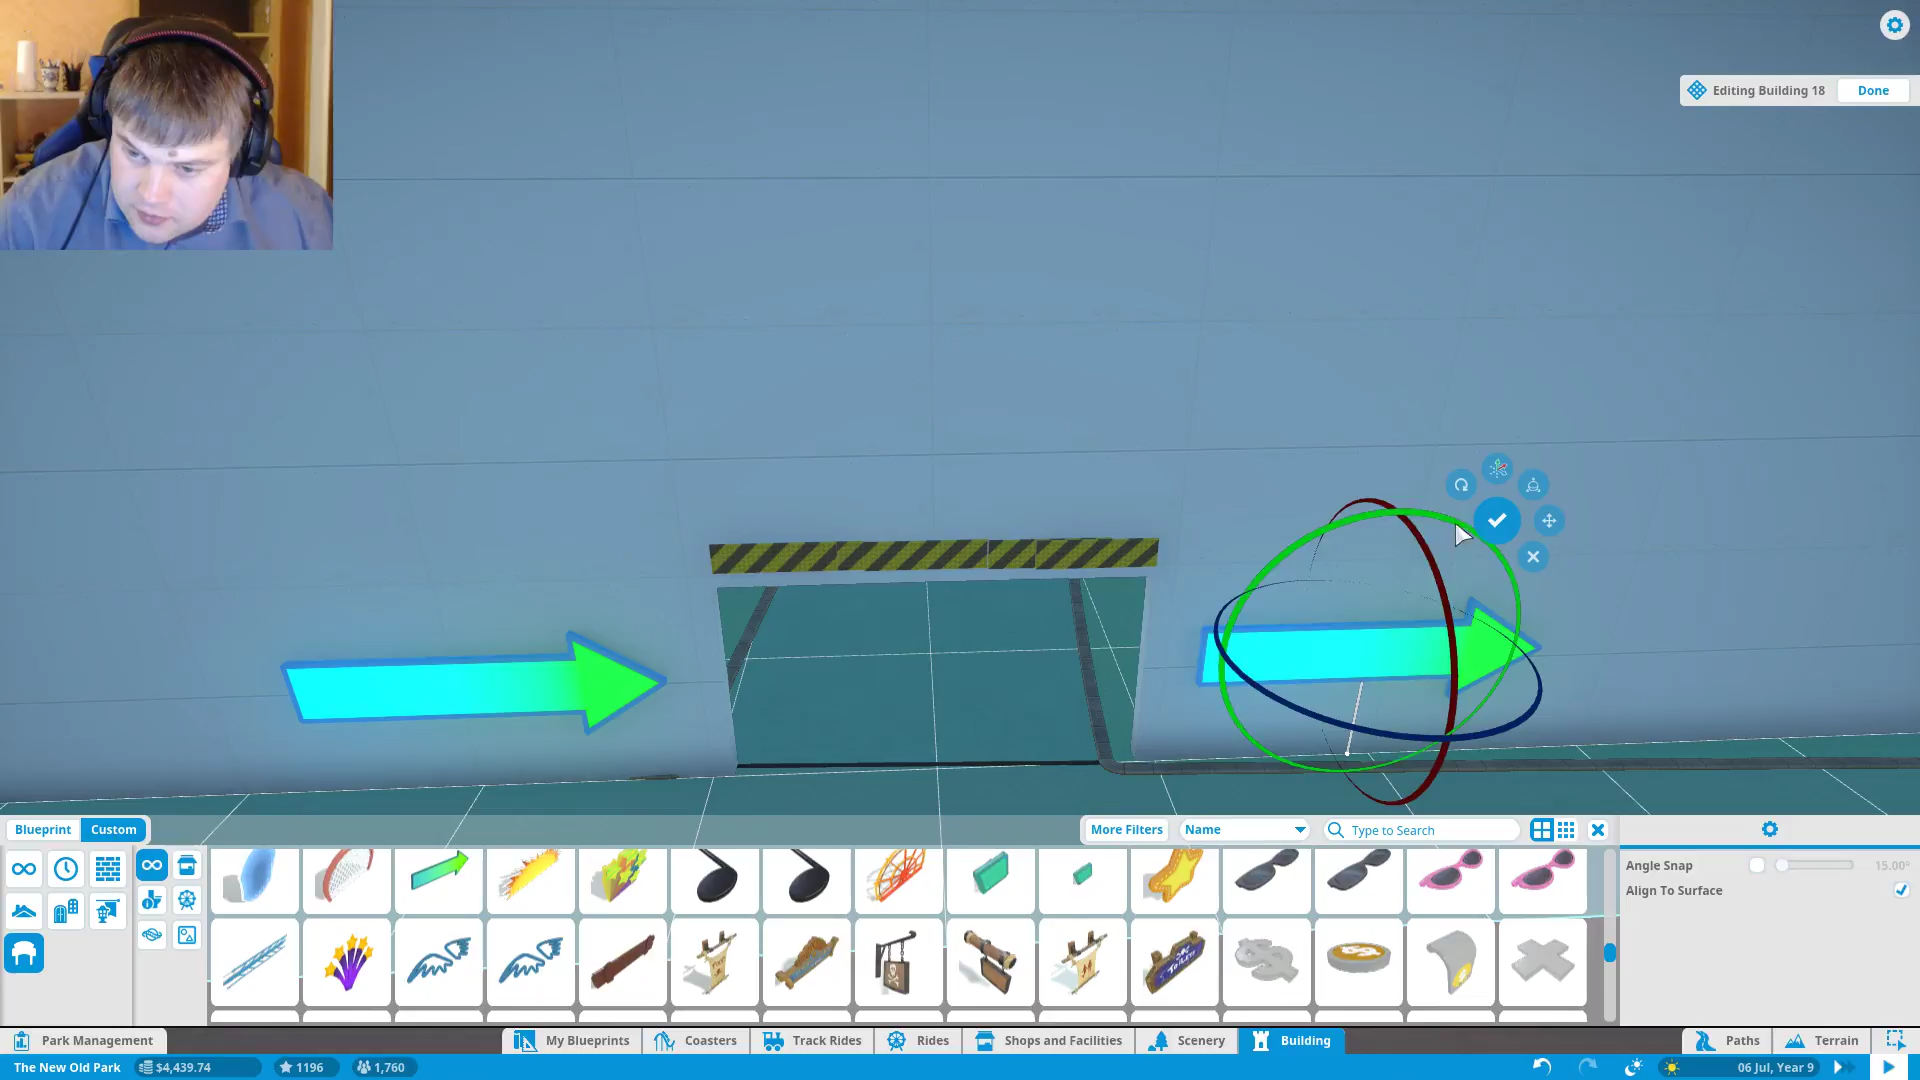 Editing Building 18
Done
Blueprint
Custom
More Filters
Name
Type to Search
Angle Snap
15.00°
Align To Surface
Park Management
My Blueprints
Coasters
Track Rides
Rides
Shops and Facilities
Scenery
Building
Paths
Terrain
The New Old Park
$4,439.74
1196
1,760
06 Jul, Year 9